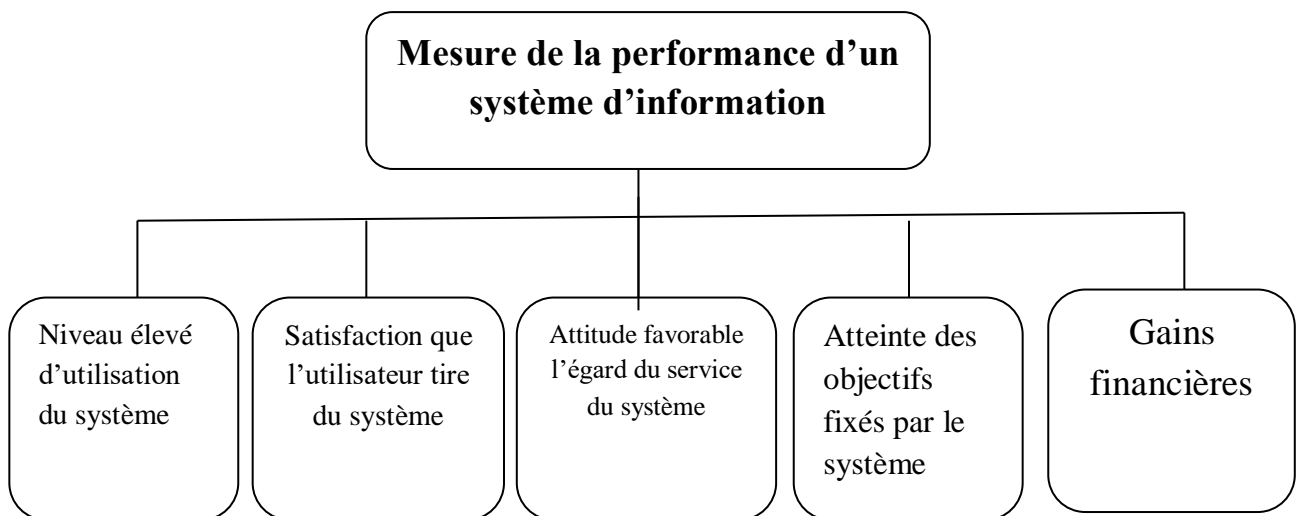 Mesure de la performance d’un
système d’information
Niveau élevé
d’utilisation
du système
Satisfaction que
l’utilisateur tire
du système
Attitude favorable
l’égard du service
du système
Atteinte des
objectifs
fixés par le
système
Gains
financières